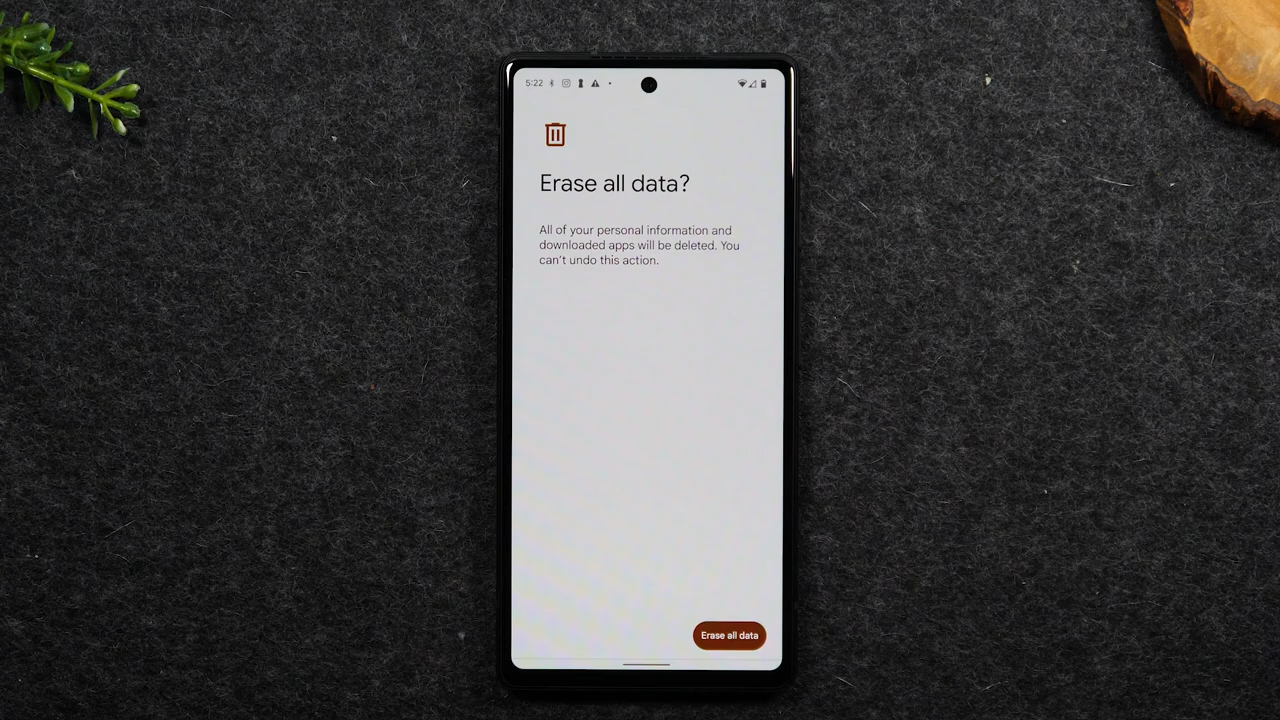 5:22
Erase all data?
All of your personal information and
downloaded apps will be deleted. You
can't undo this action.
Erase all data